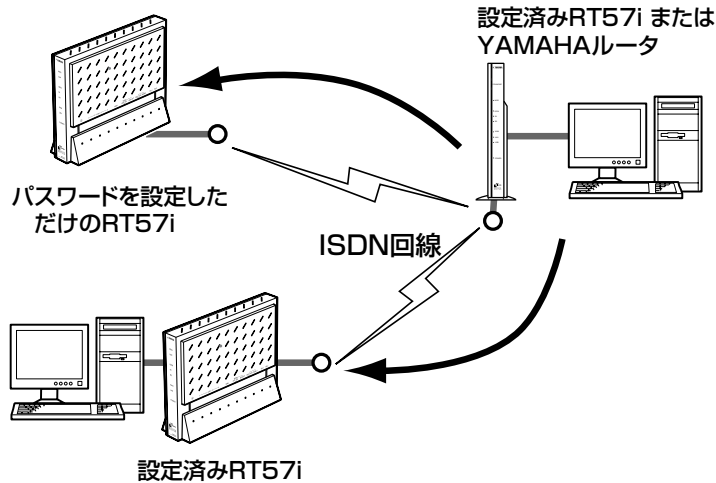 設定済みRT57i または
YAMAHAルータ
パスワードを設定した
だけのRT57i
ISDN回線
設定済みRT57i